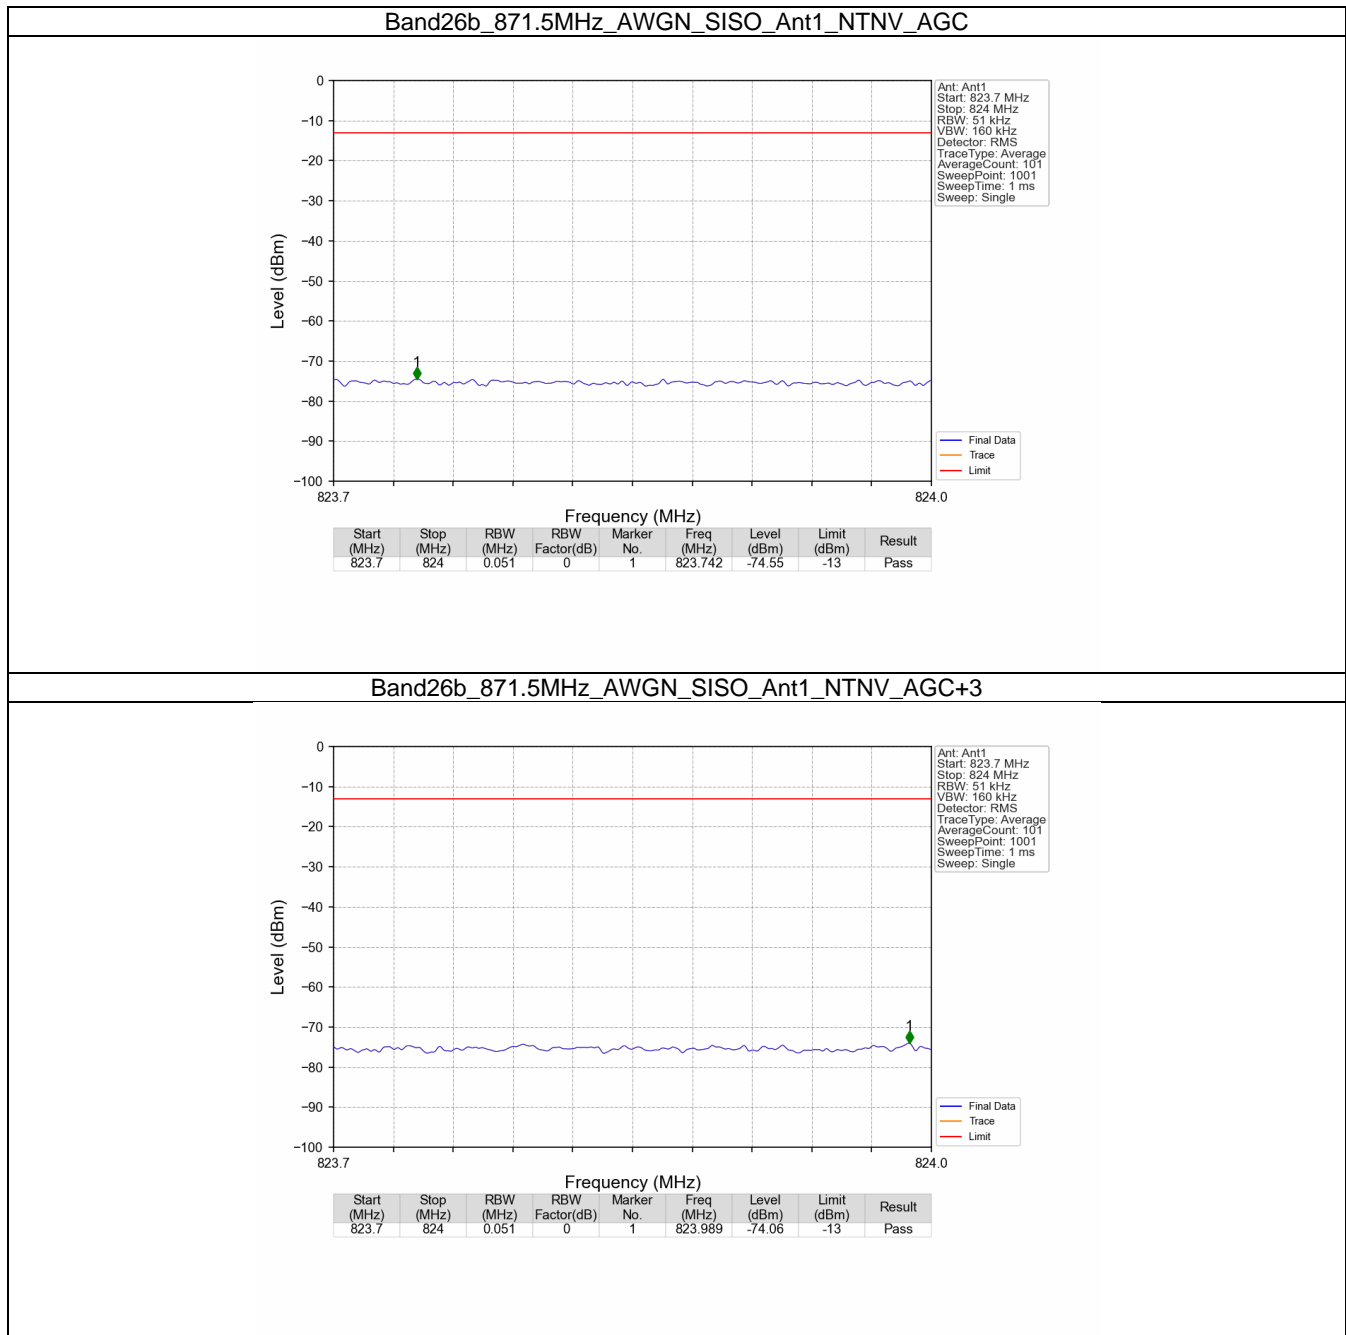 Band26b_871.5MHz_AWGN_SISO_Ant1_NTNV_AGC
0
−10
−20
−30
−40
−50
−60
−70
−80
−90
−100
Level (dBm)
1
823.7
824.0
Frequency (MHz)
Ant: Ant1
Start: 823.7 MHz
Stop: 824 MHz
RBW: 51 kHz
VBW: 160 kHz
Detector: RMS
TraceType: Average
AverageCount: 101
SweepPoint: 1001
SweepTime: 1 ms
Sweep: Single
Final Data
Trace
Limit
Start (MHz) Stop (MHz) RBW (MHz) RBW Factor(dB) Marker No. Freq (MHz) Level (dBm) Limit (dBm) Result
823.7 824 0.051 0 1 823.742 -74.55 -13 Pass
Band26b_871.5MHz_AWGN_SISO_Ant1_NTNV_AGC+3
0
−10
−20
−30
−40
−50
−60
−70
−80
−90
−100
Level (dBm)
1
823.7
824.0
Frequency (MHz)
Ant: Ant1
Start: 823.7 MHz
Stop: 824 MHz
RBW: 51 kHz
VBW: 160 kHz
Detector: RMS
TraceType: Average
AverageCount: 101
SweepPoint: 1001
SweepTime: 1 ms
Sweep: Single
Final Data
Trace
Limit
Start (MHz) Stop (MHz) RBW (MHz) RBW Factor(dB) Marker No. Freq (MHz) Level (dBm) Limit (dBm) Result
823.7 824 0.051 0 1 823.989 -74.06 -13 Pass